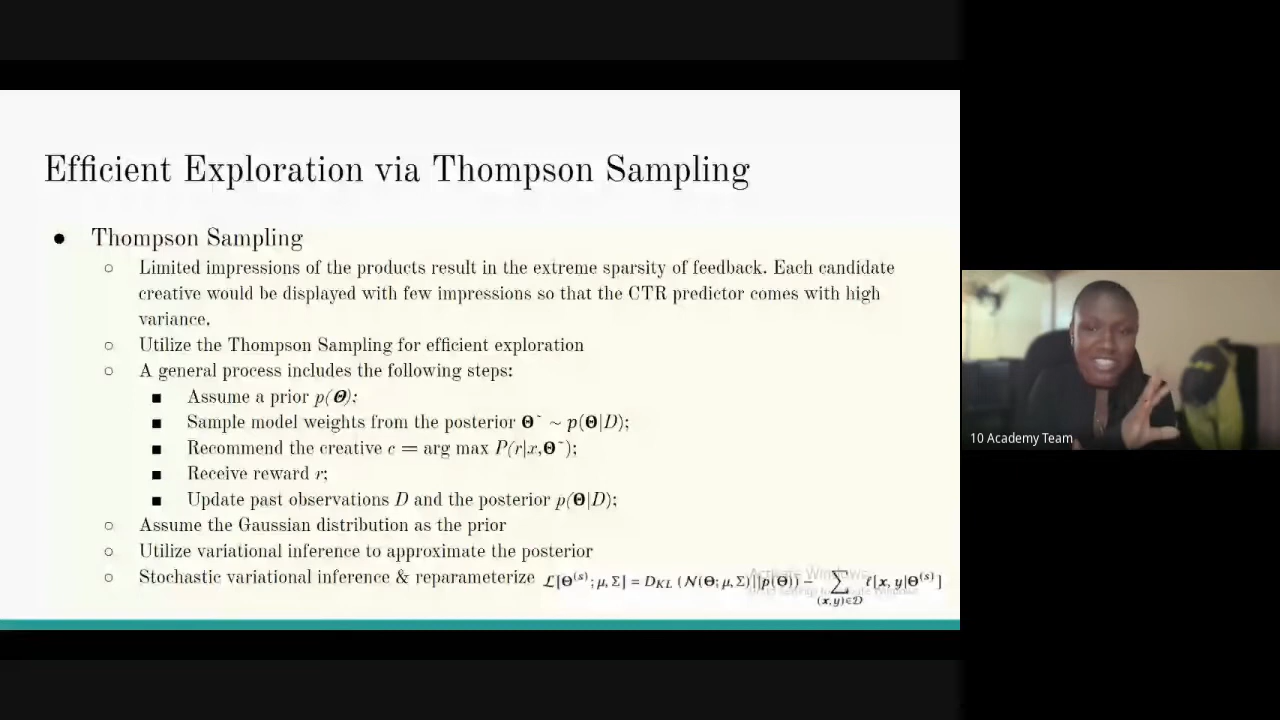 Efficient Exploration via Thompson Sampling
● Thompson Sampling
○ Limited impressions of the products result in the extreme sparsity of feedback. Each candidate
creative would be displayed with few impressions so that the CTR predictor comes with high
variance.
○ Utilize the Thompson Sampling for efficient exploration
○ A general process includes the following steps:
■ Assume a prior p(Θ):
■ Sample model weights from the posterior Θ˜ ~ p(Θ|D);
■ Recommend the creative c = arg max P(r|x,Θ˜);
■ Receive reward r;
■ Update past observations D and the posterior p(Θ|D);
○ Assume the Gaussian distribution as the prior
○ Utilize variational inference to approximate the posterior
○ Stochastic variational inference & reparameterize ℒ[Θ^(s); μ, Σ] = D_KL (𝒩(Θ; μ, Σ)||p(Θ)) − ∑_(x,y)∈𝒟 ℓ[x, y|Θ^(s)]
Activate Windows
10 Academy Team